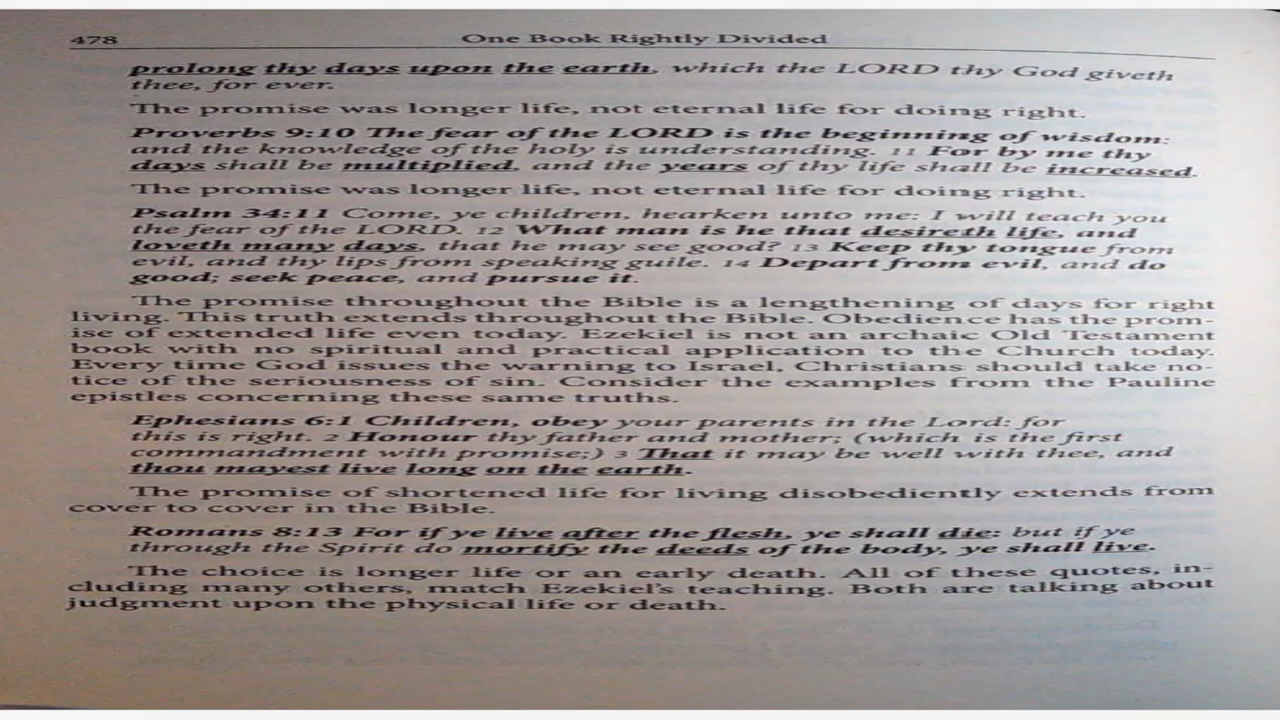 478 One Book Rightly Divided
prolong thy days upon the earth, which the LORD thy God giveth
thee, for ever.
The promise was longer life, not eternal life for doing right.
Proverbs 9:10 The fear of the LORD is the beginning of wisdom:
and the knowledge of the holy is understanding. 11 For by me thy
days shall be multiplied, and the years of thy life shall be increased.
The promise was longer life, not eternal life for doing right.
Psalm 34:11 Come, ye children, hearken unto me: I will teach you
the fear of the LORD. 12 What man is he that desireth life, and
loveth many days, that he may see good? 13 Keep thy tongue from
evil, and thy lips from speaking guile. 14 Depart from evil, and do
good; seek peace, and pursue it.
The promise throughout the Bible is a lengthening of days for right
living. This truth extends throughout the Bible. Obedience has the prom-
ise of extended life even today. Ezekiel is not an archaic Old Testament
book with no spiritual and practical application to the Church today.
Every time God issues the warning to Israel, Christians should take no-
tice of the seriousness of sin. Consider the examples from the Pauline
epistles concerning these same truths.
Ephesians 6:1 Children, obey your parents in the Lord: for
this is right. 2 Honour thy father and mother; (which is the first
commandment with promise;) 3 That it may be well with thee, and
thou mayest live long on the earth.
The promise of shortened life for living disobediently extends from
cover to cover in the Bible.
Romans 8:13 For if ye live after the flesh, ye shall die: but if ye
through the Spirit do mortify the deeds of the body, ye shall live.
The choice is longer life or an early death. All of these quotes, in-
cluding many others, match Ezekiel's teaching. Both are talking about
judgment upon the physical life or death.